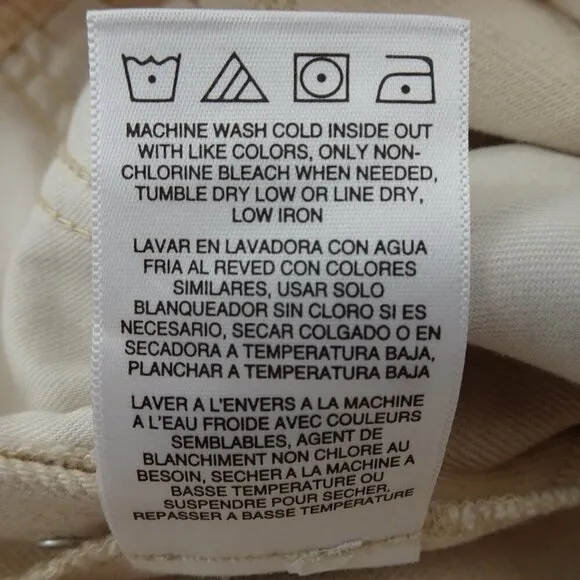 MACHINE WASH COLD INSIDE OUT
WITH LIKE COLORS, ONLY NON-
CHLORINE BLEACH WHEN NEEDED,
TUMBLE DRY LOW OR LINE DRY,
LOW IRON
LAVAR EN LAVADORA CON AGUA
FRIA AL REVED CON COLORES
SIMILARES, USAR SOLO
BLANQUEADOR SIN CLORO SI ES
NECESARIO, SECAR COLGADO O EN
SECADORA A TEMPERATURA BAJA,
PLANCHAR A TEMPERATURA BAJA
LAVER A L'ENVERS A LA MACHINE
A L'EAU FROIDE AVEC COULEURS
SEMBLABLES, AGENT DE
BLANCHIMENT NON CHLORE AU
BESOIN, SECHER A LA MACHINE A
BASSE TEMPERATURE OU
SUSPENDRE POUR SECHER,
REPASSER A BASSE TEMPERATURE